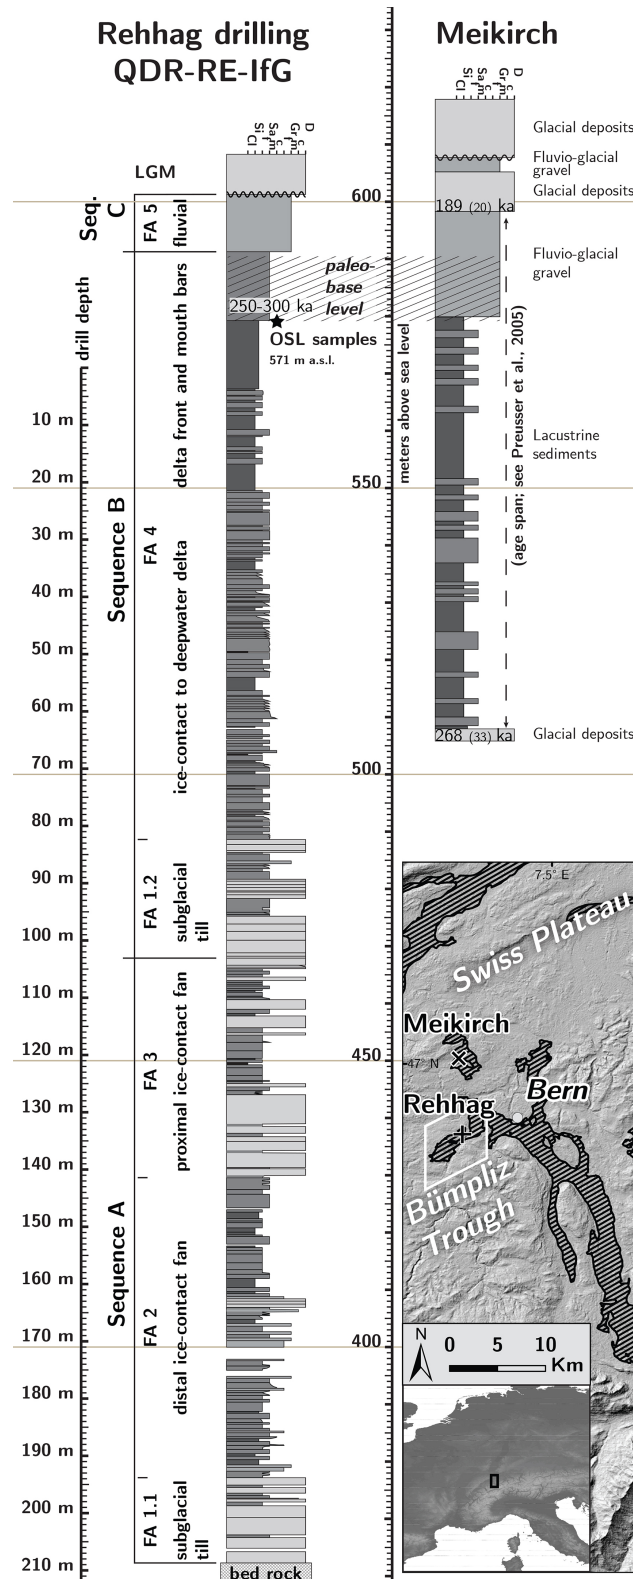 Rehhag drilling
QDR-RE-IfG
Meikirch
Cl
Si
f.
Sa m.
c.
f.
Gr m.
c.
D
Cl
Si
f.
Sa m.
c.
f.
Gr m.
c.
D
LGM
Seq.
C
FA 5
fluvial
600
Glacial deposits
Fluvio-glacial
gravel
Glacial deposits
189 (20) ka
Fluvio-glacial
gravel
paleo-
base
level
250-300 ka
OSL samples
571 m a.s.l.
drill depth
delta front and mouth bars
meters above sea level
(age span; see Preusser et al., 2005)
Lacustrine
sediments
10 m
20 m
550
30 m
Sequence B
FA 4
ice-contact to deepwater delta
40 m
50 m
60 m
268 (33) ka
Glacial deposits
70 m
500
80 m
90 m
FA 1.2
subglacial
till
100 m
110 m
120 m
450
FA 3
proximal ice-contact fan
130 m
140 m
150 m
Sequence A
160 m
FA 2
distal ice-contact fan
170 m
400
180 m
190 m
200 m
FA 1.1
subglacial
till
210 m
bed rock
7.5° E
Swiss Plateau
Meikirch
47° N
Bern
Rehhag
Bümpliz
Trough
N
0 5 10
Km